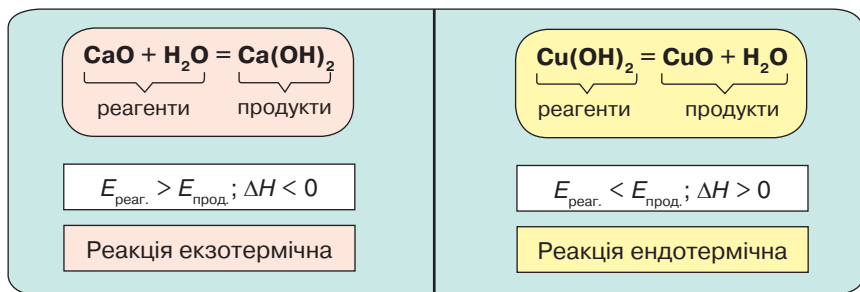 CaO + H₂O = Ca(OH)₂
реагенти продукти
Eреаг. > Eпрод.; ΔH < 0
Реакція екзотермічна
Cu(OH)₂ = CuO + H₂O
реагенти продукти
Eреаг. < Eпрод.; ΔH > 0
Реакція ендотермічна